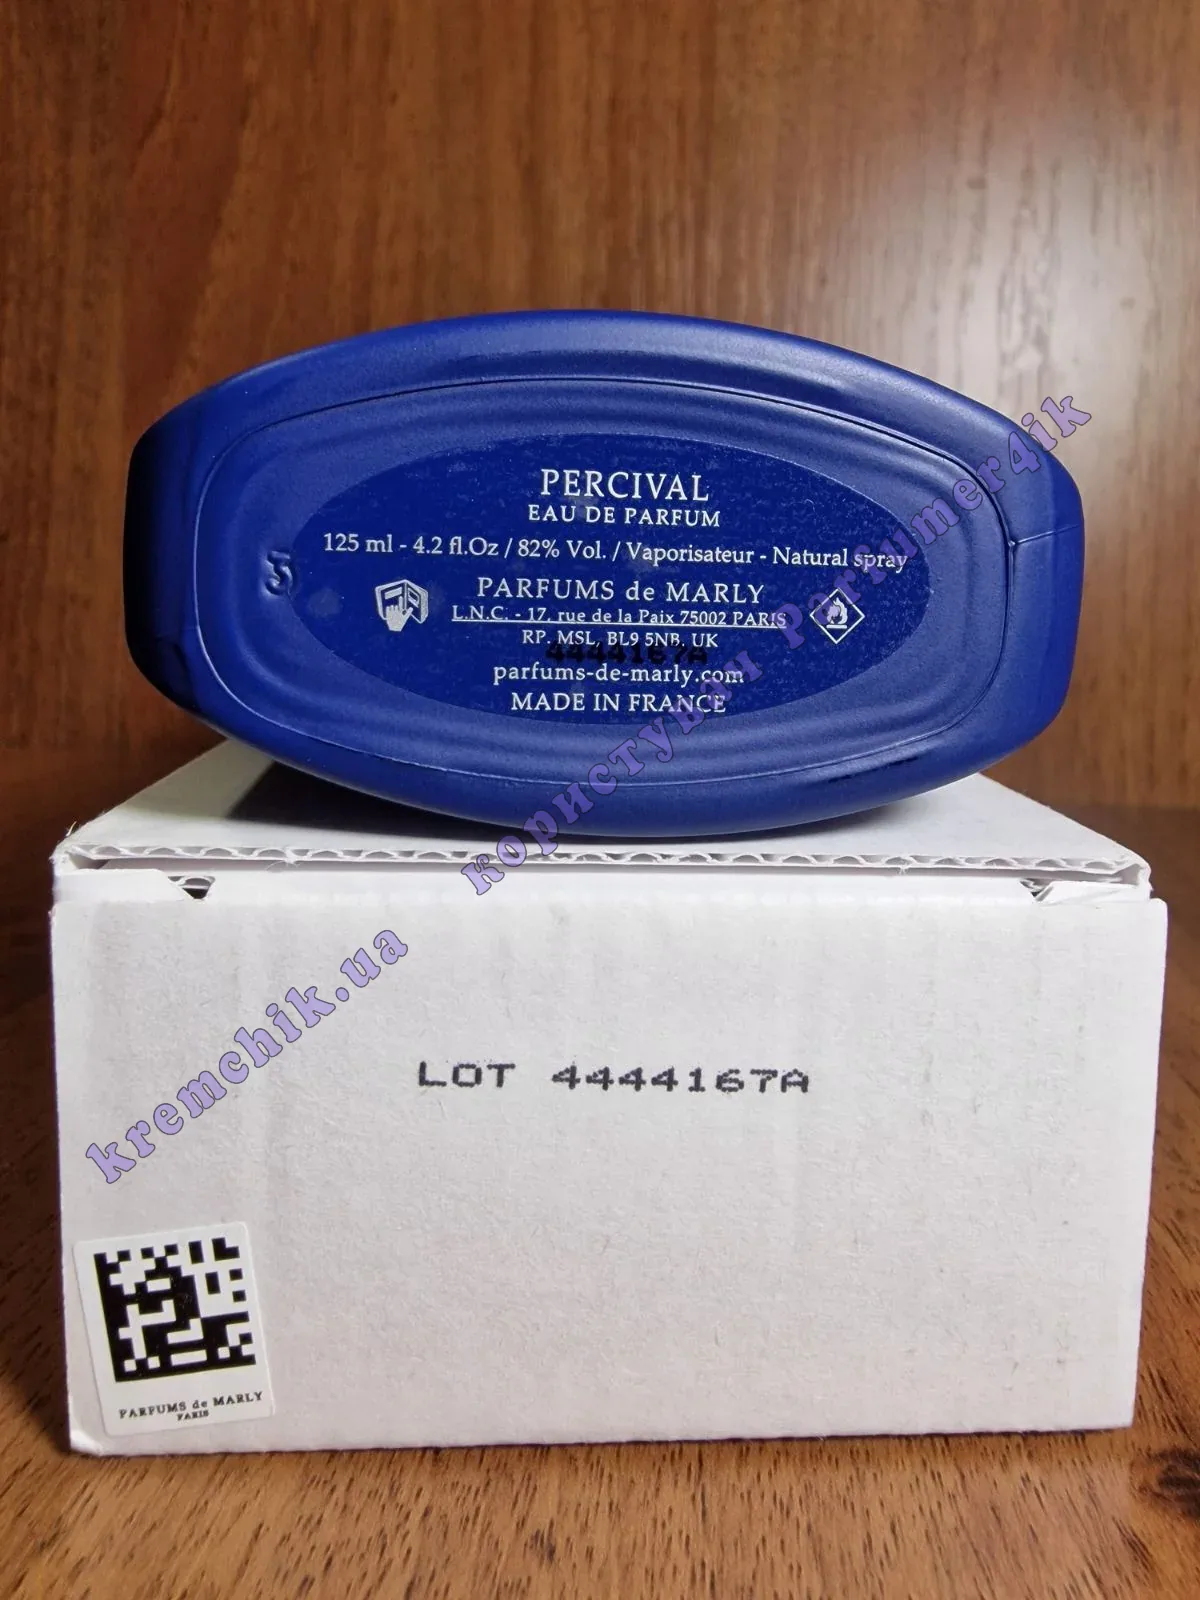 PERCIVAL
EAU DE PARFUM
125 ml - 4.2 fl.Oz / 82% Vol. / Vaporisateur - Natural spray
PARFUMS de MARLY
L.N.C. - 17, rue de la Paix 75002 PARIS
RP, MSL, BL9 5NB, UK
4444167A
parfums-de-marly.com
MADE IN FRANCE
користувач Parfumer4ik
kremchik.ua
LOT 4444167A
PARFUMS de MARLY
PARIS